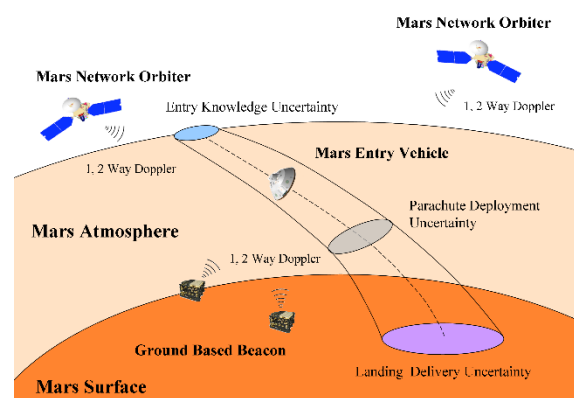 Mars Network Orbiter
Mars Network Orbiter
Entry Knowledge Uncertainty
1, 2 Way Doppler
1, 2 Way Doppler
Mars Entry Vehicle
Parachute Deployment
Uncertainty
Mars Atmosphere
1, 2 Way Doppler
Ground Based Beacon
Landing Delivery Uncertainty
Mars Surface